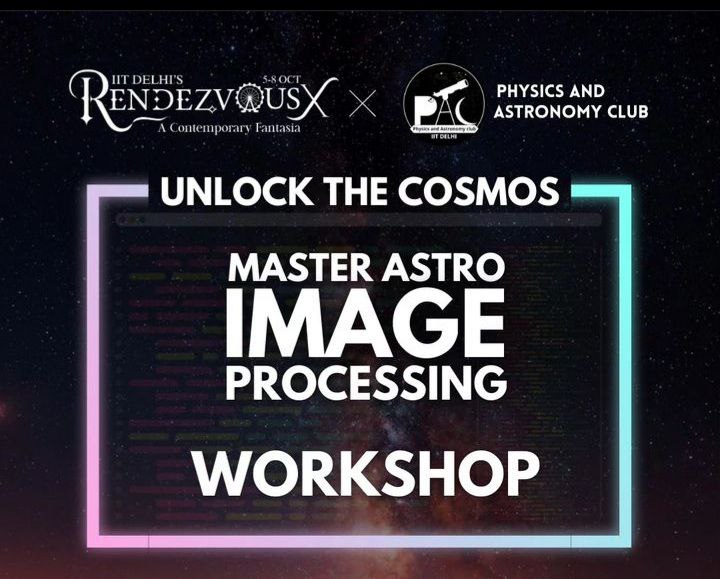 IIT DELHI'S
5-8 OCT
RENDEZVOUSX
A Contemporary Fantasia
PAC
Physics and Astronomy club
IIT DELHI
PHYSICS AND
ASTRONOMY CLUB
UNLOCK THE COSMOS
MASTER ASTRO
IMAGE
PROCESSING
WORKSHOP